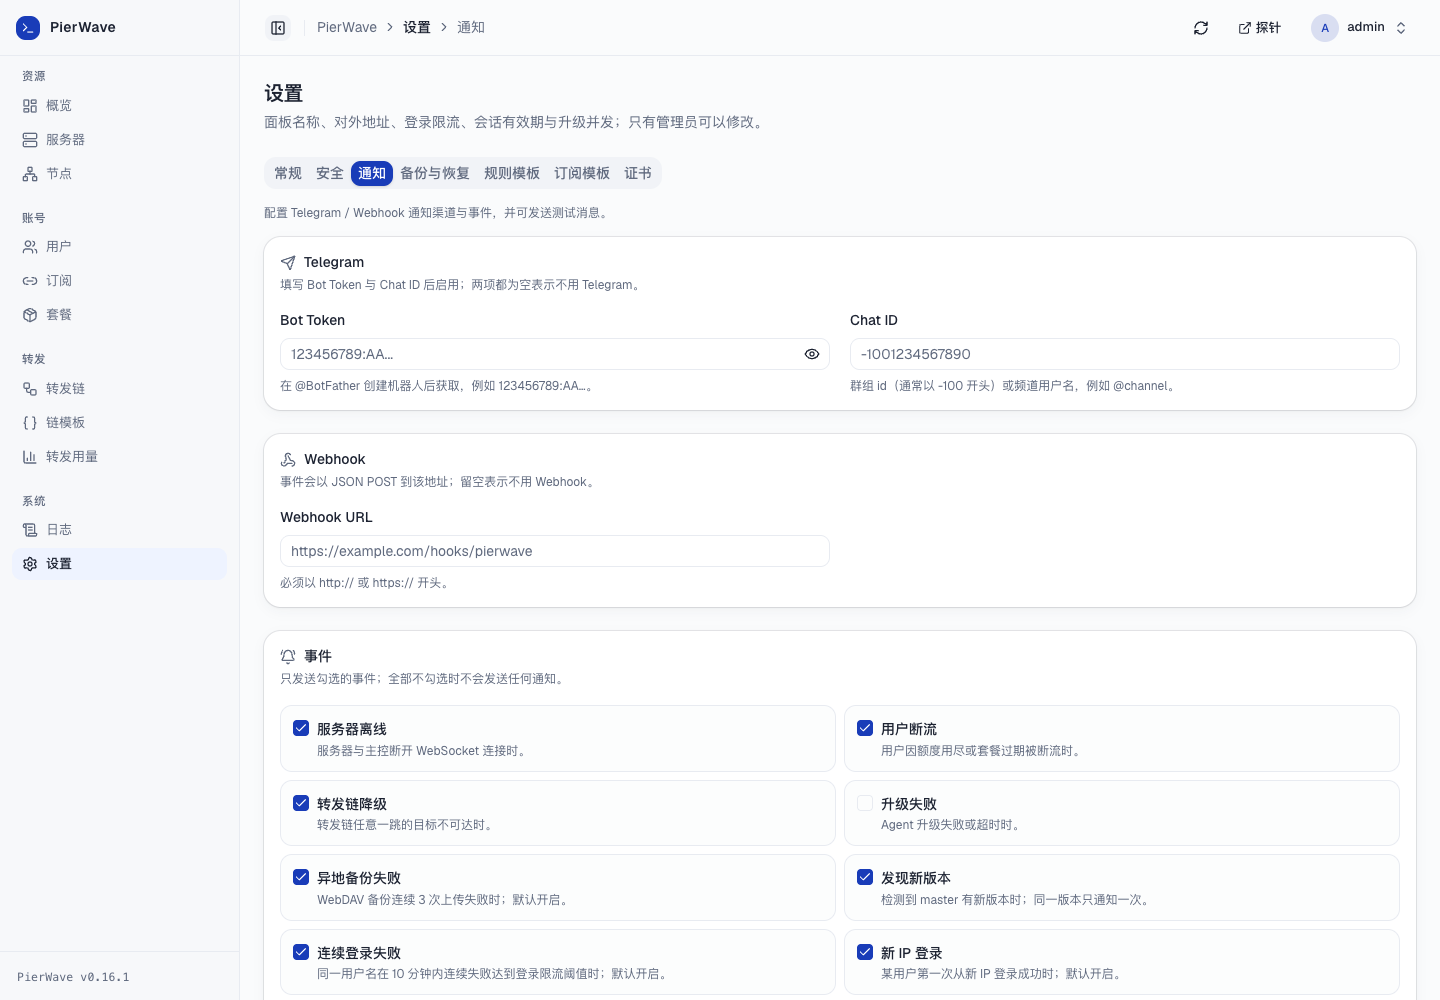 PierWave
资源
概览
服务器
节点
账号
用户
订阅
套餐
转发
转发链
链模板
转发用量
系统
日志
设置
PierWave v0.16.1
PierWave
设置
通知
探针
A
admin
设置
面板名称、对外地址、登录限流、会话有效期与升级并发；只有管理员可以修改。
常规 安全 通知 备份与恢复 规则模板 订阅模板 证书
配置 Telegram / Webhook 通知渠道与事件，并可发送测试消息。
Telegram
填写 Bot Token 与 Chat ID 后启用；两项都为空表示不用 Telegram。
Bot Token
123456789:AA...
在 @BotFather 创建机器人后获取，例如 123456789:AA...。
Chat ID
-1001234567890
群组 id（通常以 -100 开头）或频道用户名，例如 @channel。
Webhook
事件会以 JSON POST 到该地址；留空表示不用 Webhook。
Webhook URL
https://example.com/hooks/pierwave
必须以 http:// 或 https:// 开头。
事件
只发送勾选的事件；全部不勾选时不会发送任何通知。
服务器离线
服务器与主控断开 WebSocket 连接时。
用户断流
用户因额度用尽或套餐过期被断流时。
转发链降级
转发链任意一跳的目标不可达时。
升级失败
Agent 升级失败或超时时。
异地备份失败
WebDAV 备份连续 3 次上传失败时；默认开启。
发现新版本
检测到 master 有新版本时；同一版本只通知一次。
连续登录失败
同一用户名在 10 分钟内连续失败达到登录限流阈值时；默认开启。
新 IP 登录
某用户第一次从新 IP 登录成功时；默认开启。